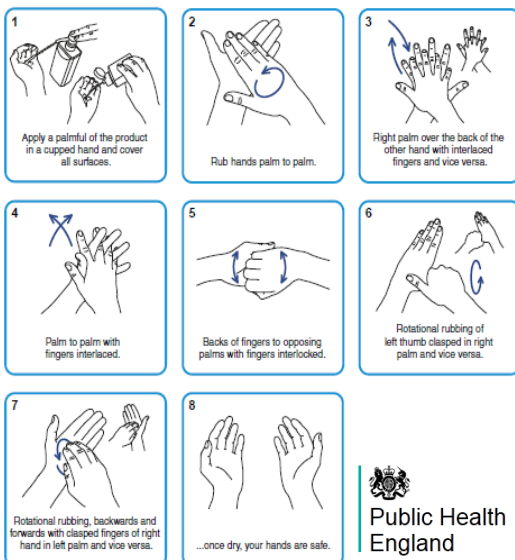 1
Apply a palmful of the product
in a cupped hand and cover
all surfaces.
2
Rub hands palm to palm.
3
Right palm over the back of the
other hand with interlaced
fingers and vice versa.
4
Palm to palm with
fingers interlaced.
5
Backs of fingers to opposing
palms with fingers interlocked.
6
Rotational rubbing of
left thumb clasped in right
palm and vice versa.
7
Rotational rubbing, backwards and
forwards with clasped fingers of right
hand in left palm and vice versa.
8
...once dry, your hands are safe.
Public Health
England